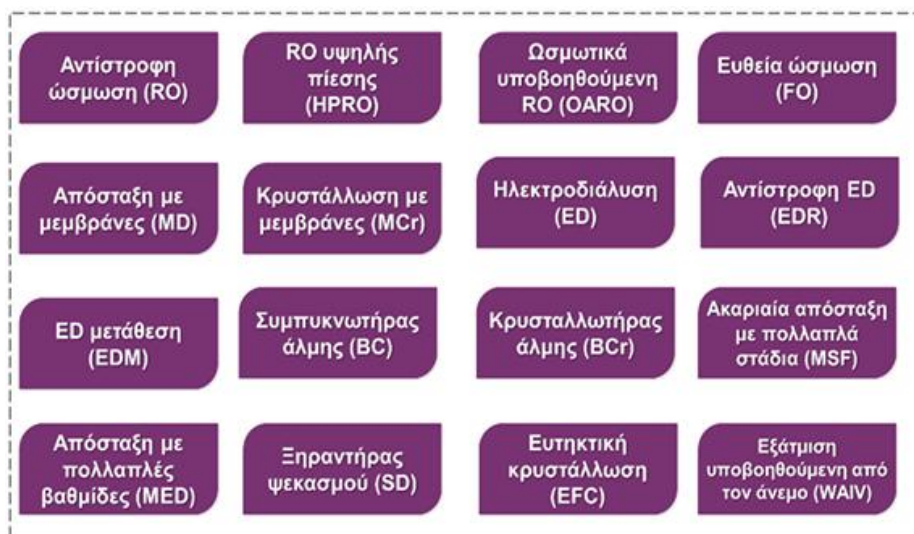 Αντίστροφη
ώσμωση (RO)
RO υψηλής
πίεσης
(HPRO)
Ωσμωτικά
υποβοηθούμενη
RO (OARO)
Ευθεία ώσμωση
(FO)
Απόσταξη με
μεμβράνες (MD)
Κρυστάλλωση με
μεμβράνες (MCr)
Ηλεκτροδιάλυση
(ED)
Αντίστροφη ED
(EDR)
ED μετάθεση
(EDM)
Συμπυκνωτήρας
άλμης (BC)
Κρυσταλλωτήρας
άλμης (BCr)
Ακαριαία απόσταξη
με πολλαπλά
στάδια (MSF)
Απόσταξη με
πολλαπλές
βαθμίδες (MED)
Ξηραντήρας
ψεκασμού (SD)
Ευτηκτική
κρυστάλλωση
(EFC)
Εξάτμιση
υποβοηθούμενη από
τον άνεμο (WAIV)